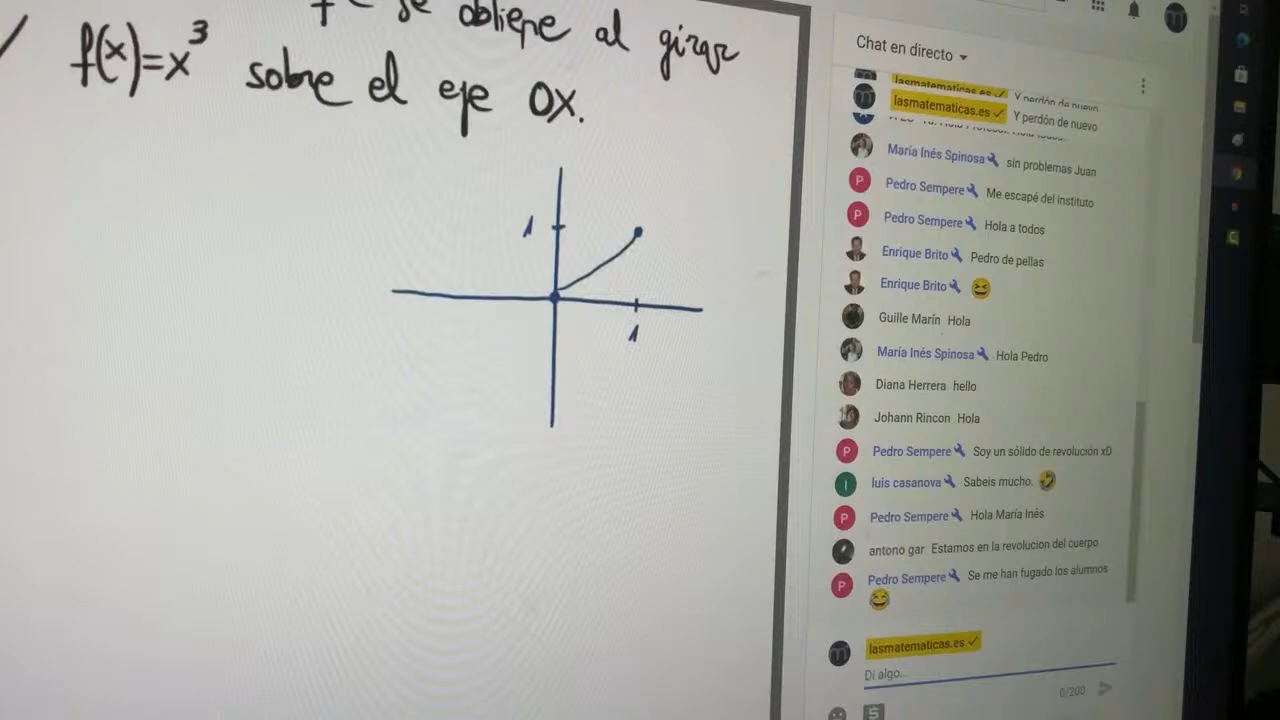 se obtiene al girar
f(x)=x³ sobre el eje OX.
1
1
Chat en directo
lasmatematicas.es ✓ Y perdón de nuevo
lasmatematicas.es ✓ Y perdón de nuevo
María Inés Spinosa sin problemas Juan
Pedro Sempere Me escapé del instituto
Pedro Sempere Hola a todos
Enrique Brito Pedro de pellas
Enrique Brito 😆
Guille Marín Hola
María Inés Spinosa Hola Pedro
Diana Herrera hello
Johann Rincon Hola
Pedro Sempere Soy un sólido de revolución xD
luis casanova Sabeis mucho. 🤣
Pedro Sempere Hola María Inés
antono gar Estamos en la revolucion del cuerpo
Pedro Sempere Se me han fugado los alumnos
😂
lasmatematicas.es ✓
Di algo...
0/200